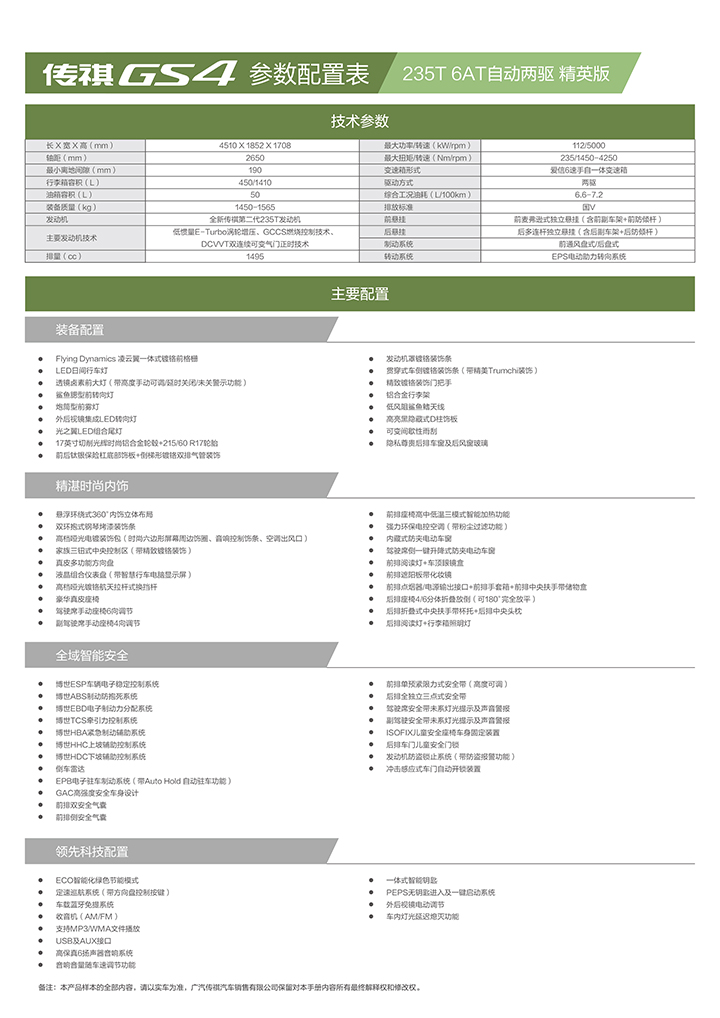 传祺 GS4 参数配置表 235T 6AT自动两驱 精英版
技术参数
长 X 宽 X 高（mm） 4510 X 1852 X 1708 最大功率/转速（kW/rpm） 112/5000
轴距（mm） 2650 最大扭矩/转速（Nm/rpm） 235/1450-4250
最小离地间隙（mm） 190 变速箱形式 爱信6速手自一体变速箱
行李箱容积（L） 450/1410 驱动方式 两驱
油箱容积（L） 50 综合工况油耗（L/100km） 6.6-7.2
装备质量（kg） 1450-1565 排放标准 国V
发动机 全新传祺第二代235T发动机 前悬挂 前麦弗逊式独立悬挂（含前副车架+前防倾杆）
主要发动机技术 低惯量E-Turbo涡轮增压、GCCS燃烧控制技术、 后悬挂 后多连杆独立悬挂（含后副车架+后防倾杆）
DCVVT双连续可变气门正时技术 制动系统 前通风盘式/后盘式
排量（cc） 1495 转动系统 EPS电动助力转向系统
主要配置
装备配置
Flying Dynamics 凌云翼一体式镀铬前格栅
LED日间行车灯
透镜卤素前大灯（带高度手动可调/延时关闭/未关警示功能）
鲨鱼腮型前转向灯
炮筒型前雾灯
外后视镜集成LED转向灯
光之翼LED组合尾灯
17英寸切削光辉时尚铝合金轮毂+215/60 R17轮胎
前后钛银保险杠底部饰板+倒梯形镀铬双排气管装饰
发动机罩镀铬装饰条
贯穿式车侧镀铬装饰条（带精美Trumchi装饰）
精致镀铬装饰门把手
铝合金行李架
低风阻鲨鱼鳍天线
高亮黑隐藏式D柱饰板
可变间歇性雨刮
隐私尊贵后排车窗及后风窗玻璃
精湛时尚内饰
悬浮环绕式360°内饰立体布局
双环抱式钢琴烤漆装饰条
高档哑光电镀装饰包（时尚六边形屏幕周边饰圈、音响控制饰条、空调出风口）
家族三钮式中央控制区（带精致镀铬装饰）
真皮多功能方向盘
液晶组合仪表盘（带智慧行车电脑显示屏）
高档哑光镀铬航天拉杆式换挡杆
豪华真皮座椅
驾驶席手动座椅6向调节
副驾驶席手动座椅4向调节
前排座椅高中低温三模式智能加热功能
强力环保电控空调（带粉尘过滤功能）
内藏式防夹电动车窗
驾驶席侧一键升降式防夹电动车窗
前排阅读灯+车顶眼镜盒
前排遮阳板带化妆镜
前排点烟器/电源输出接口+前排手套箱+前排中央扶手带储物盒
后排座椅4/6分体折叠放倒（可180°完全放平）
后排折叠式中央扶手带杯托+后排中央头枕
后排阅读灯+行李箱照明灯
全域智能安全
博世ESP车辆电子稳定控制系统
博世ABS制动防抱死系统
博世EBD电子制动力分配系统
博世TCS牵引力控制系统
博世HBA紧急制动辅助系统
博世HHC上坡辅助控制系统
博世HDC下坡辅助控制系统
倒车雷达
EPB电子驻车制动系统（带Auto Hold 自动驻车功能）
GAC高强度安全车身设计
前排双安全气囊
前排侧安全气囊
前排单预紧限力式安全带（高度可调）
后排全独立三点式安全带
驾驶席安全带未系灯光提示及声音警报
副驾驶安全带未系灯光提示及声音警报
ISOFIX儿童安全座椅车身固定装置
后排车门儿童安全门锁
发动机防盗锁止系统（带防盗报警功能）
冲击感应式车门自动开锁装置
领先科技配置
ECO智能化绿色节能模式
定速巡航系统（带方向盘控制按键）
车载蓝牙免提系统
收音机（AM/FM）
支持MP3/WMA文件播放
USB及AUX接口
高保真6扬声器音响系统
音响音量随车速调节功能
一体式智能钥匙
PEPS无钥匙进入及一键启动系统
外后视镜电动调节
车内灯光延迟熄灭功能
备注：本产品样本的全部内容，请以实车为准，广汽传祺汽车销售有限公司保留对本手册内容所有最终解释权和修改权。